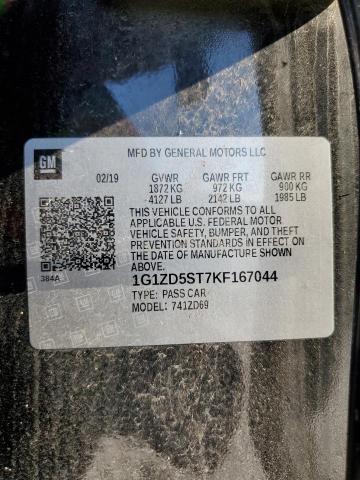 GM
MFD BY GENERAL MOTORS LLC
02/19 GVWR GAWR FRT GAWR RR
1872 KG 972 KG 900 KG
4127 LB 2142 LB 1985 LB
THIS VEHICLE CONFORMS TO ALL
APPLICABLE U.S. FEDERAL MOTOR
VEHICLE SAFETY, BUMPER, AND THEFT
PREVENTION STANDARDS IN EFFECT ON
THE DATE OF MANUFACTURE SHOWN
ABOVE.
384A
1G1ZD5ST7KF167044
TYPE: PASS CAR
MODEL: 741ZD69